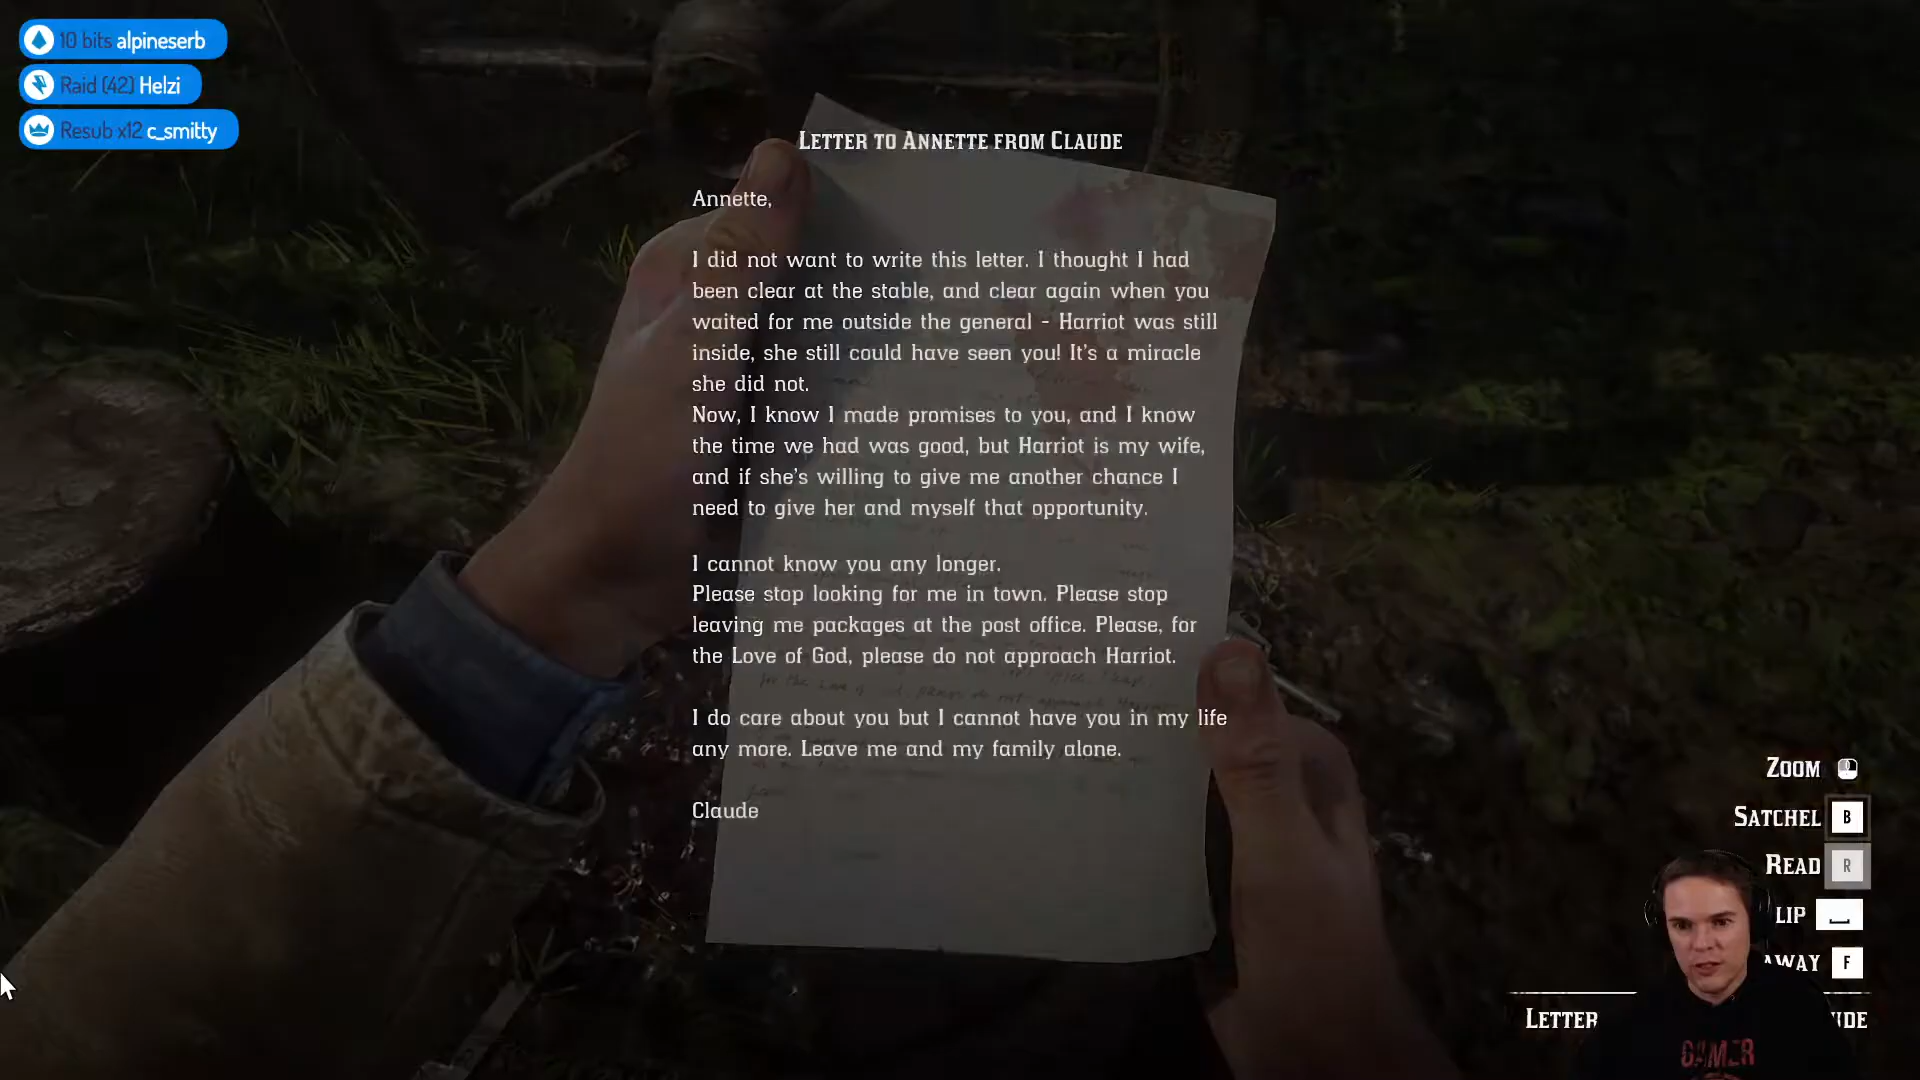 10 bits alpineserb
Raid (42) Helzi
Resub x12 c_smitty
Letter to Annette from Claude
Annette,
I did not want to write this letter. I thought I had
been clear at the stable, and clear again when you
waited for me outside the general - Harriot was still
inside, she still could have seen you! It's a miracle
she did not.
Now, I know I made promises to you, and I know
the time we had was good, but Harriot is my wife,
and if she's willing to give me another chance I
need to give her and myself that opportunity.
I cannot know you any longer.
Please stop looking for me in town. Please stop
leaving me packages at the post office. Please, for
the Love of God, please do not approach Harriot.
I do care about you but I cannot have you in my life
any more. Leave me and my family alone.
Claude
Zoom
Satchel B
Read R
LIP
AWAY F
Letter UDE
GAMER